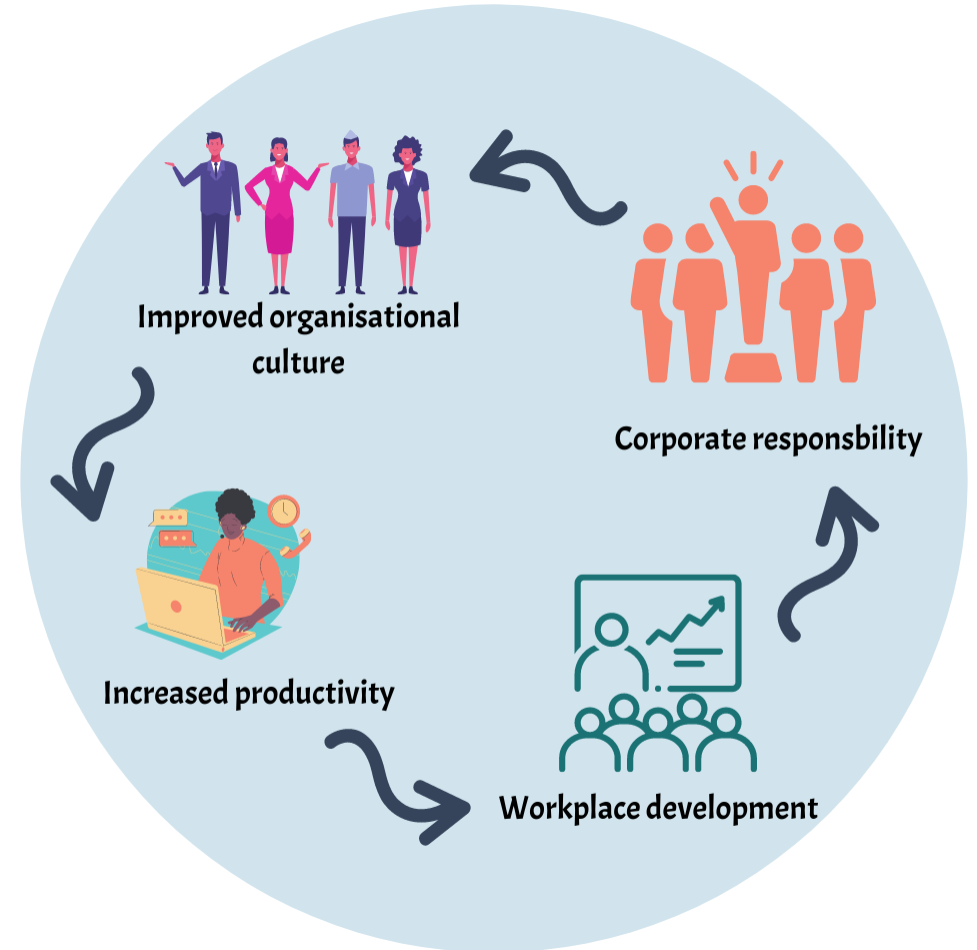 Improved organisational
culture
Corporate responsbility
Increased productivity
Workplace development